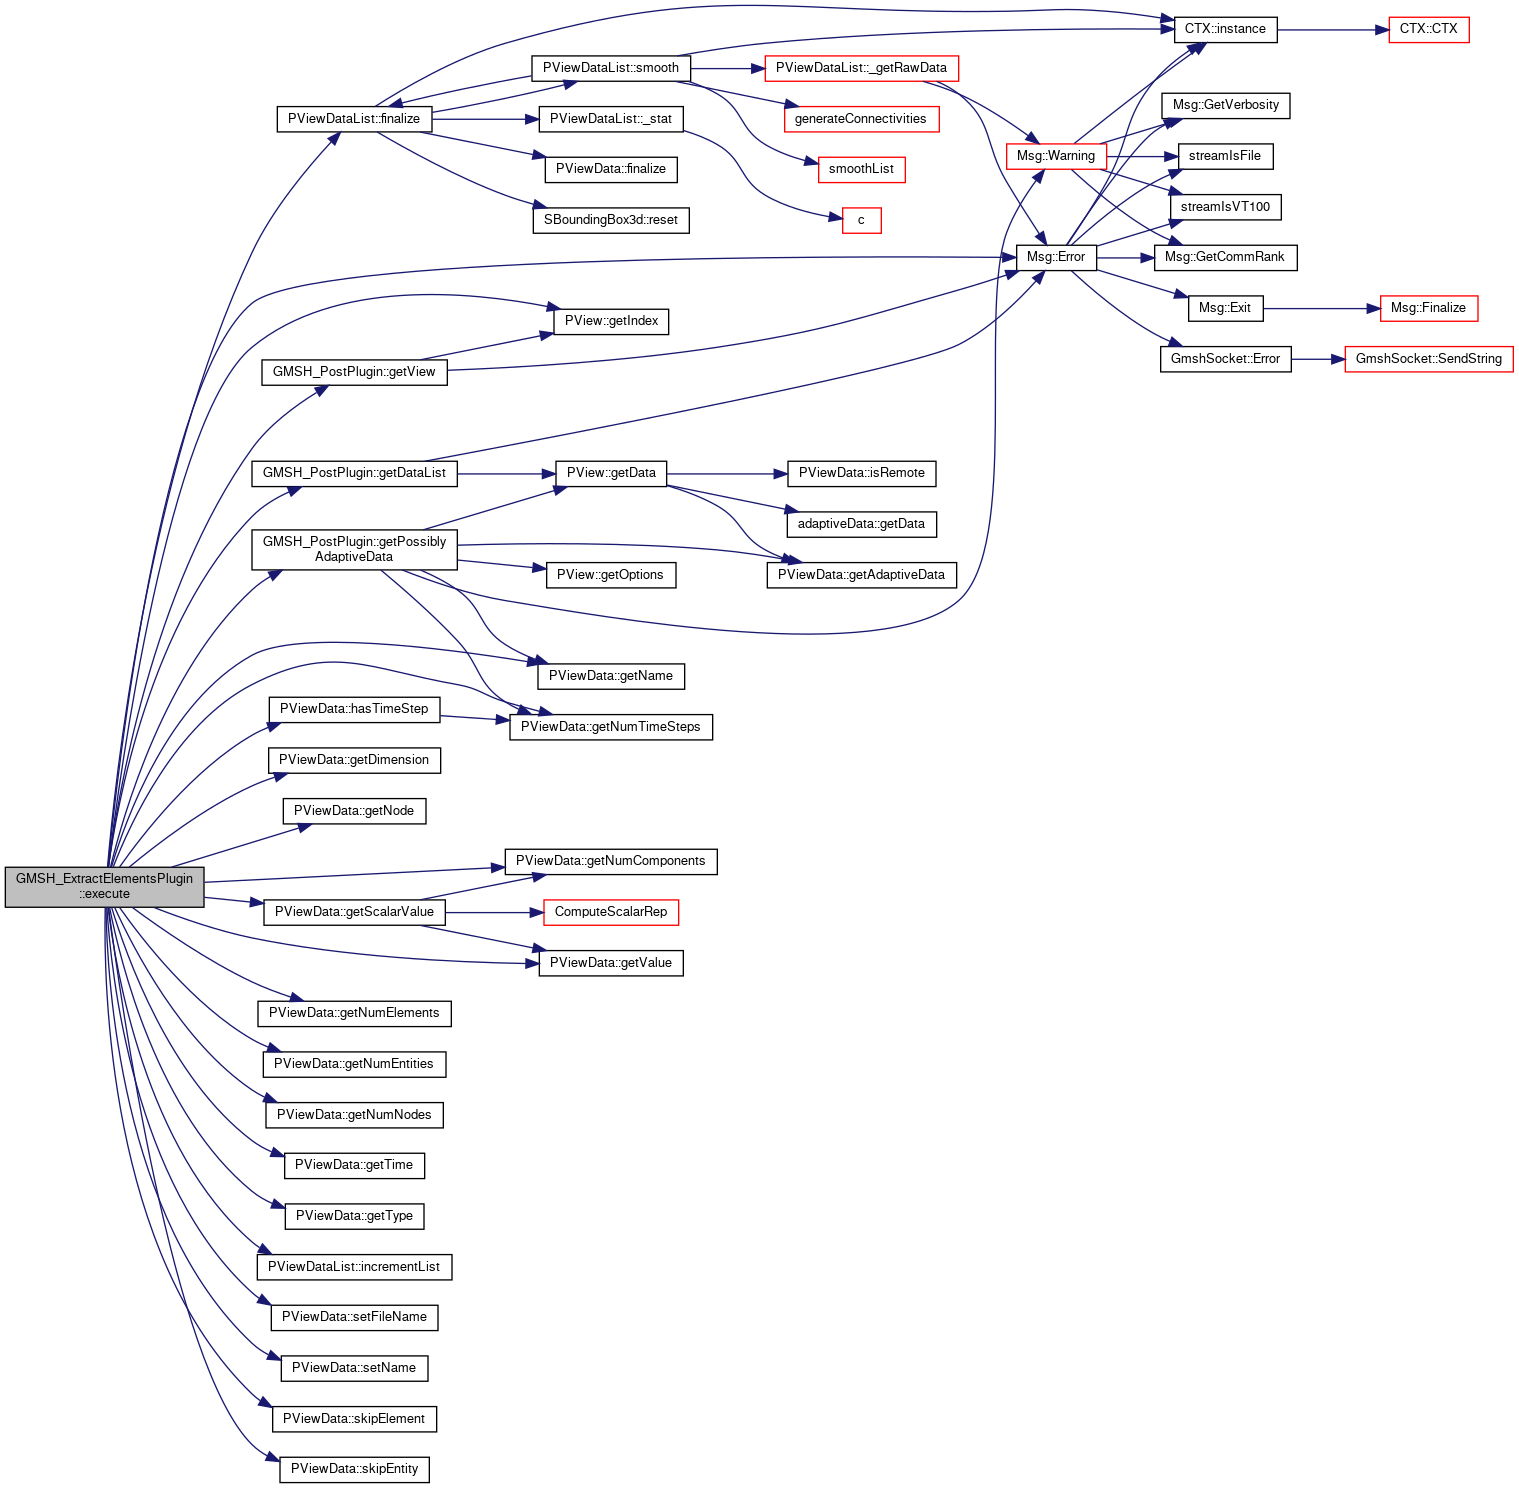 CTX::instance
CTX::CTX
PViewDataList::smooth
PViewDataList::_getRawData
Msg::GetVerbosity
PViewDataList::finalize
PViewDataList::_stat
generateConnectivities
Msg::Warning
streamIsFile
PViewData::finalize
smoothList
streamIsVT100
SBoundingBox3d::reset
c
Msg::Error
Msg::GetCommRank
Msg::Exit
Msg::Finalize
PView::getIndex
GmshSocket::Error
GmshSocket::SendString
GMSH_PostPlugin::getView
GMSH_PostPlugin::getDataList
PView::getData
PViewData::isRemote
adaptiveData::getData
GMSH_PostPlugin::getPossibly
AdaptiveData
PView::getOptions
PViewData::getAdaptiveData
PViewData::getName
PViewData::hasTimeStep
PViewData::getNumTimeSteps
PViewData::getDimension
PViewData::getNode
GMSH_ExtractElementsPlugin
::execute
PViewData::getNumComponents
PViewData::getScalarValue
ComputeScalarRep
PViewData::getValue
PViewData::getNumElements
PViewData::getNumEntities
PViewData::getNumNodes
PViewData::getTime
PViewData::getType
PViewDataList::incrementList
PViewData::setFileName
PViewData::setName
PViewData::skipElement
PViewData::skipEntity